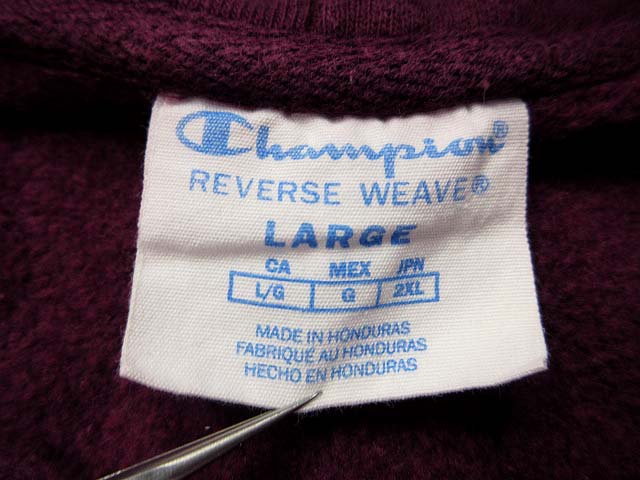 Champion®
REVERSE WEAVE®
LARGE
CA MEX JPN
L/G G 2XL
MADE IN HONDURAS
FABRIQUÉ AU HONDURAS
HECHO EN HONDURAS